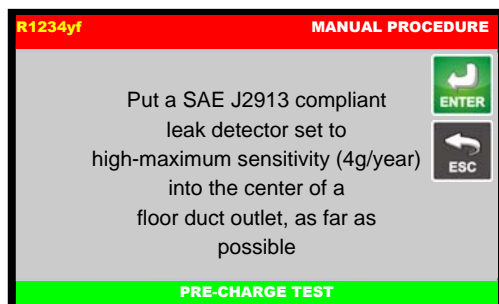 R1234yf MANUAL PROCEDURE
Put a SAE J2913 compliant
leak detector set to
high-maximum sensitivity (4g/year)
into the center of a
floor duct outlet, as far as
possible
ENTER
ESC
PRE-CHARGE TEST